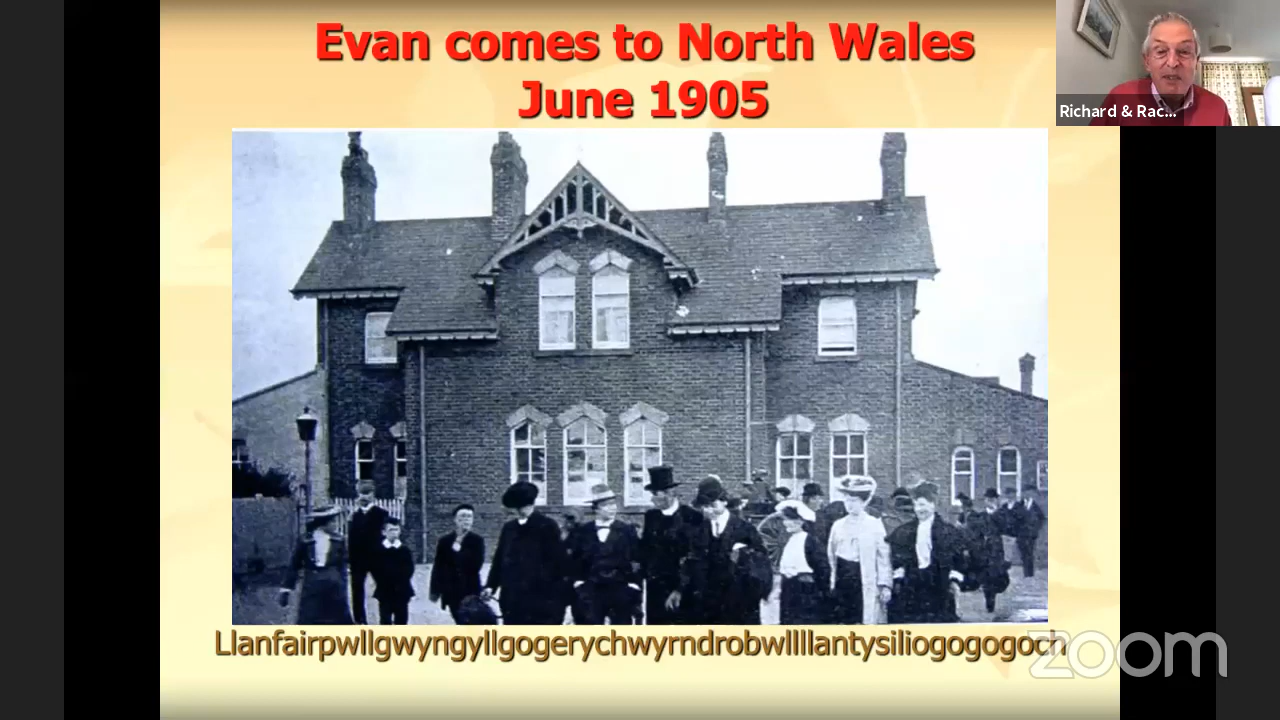 Evan comes to North Wales
June 1905
Richard & Rac...
Llanfairpwllgwyngyllgogerychwyrndrobwllllantysiliogogogoch
zoom